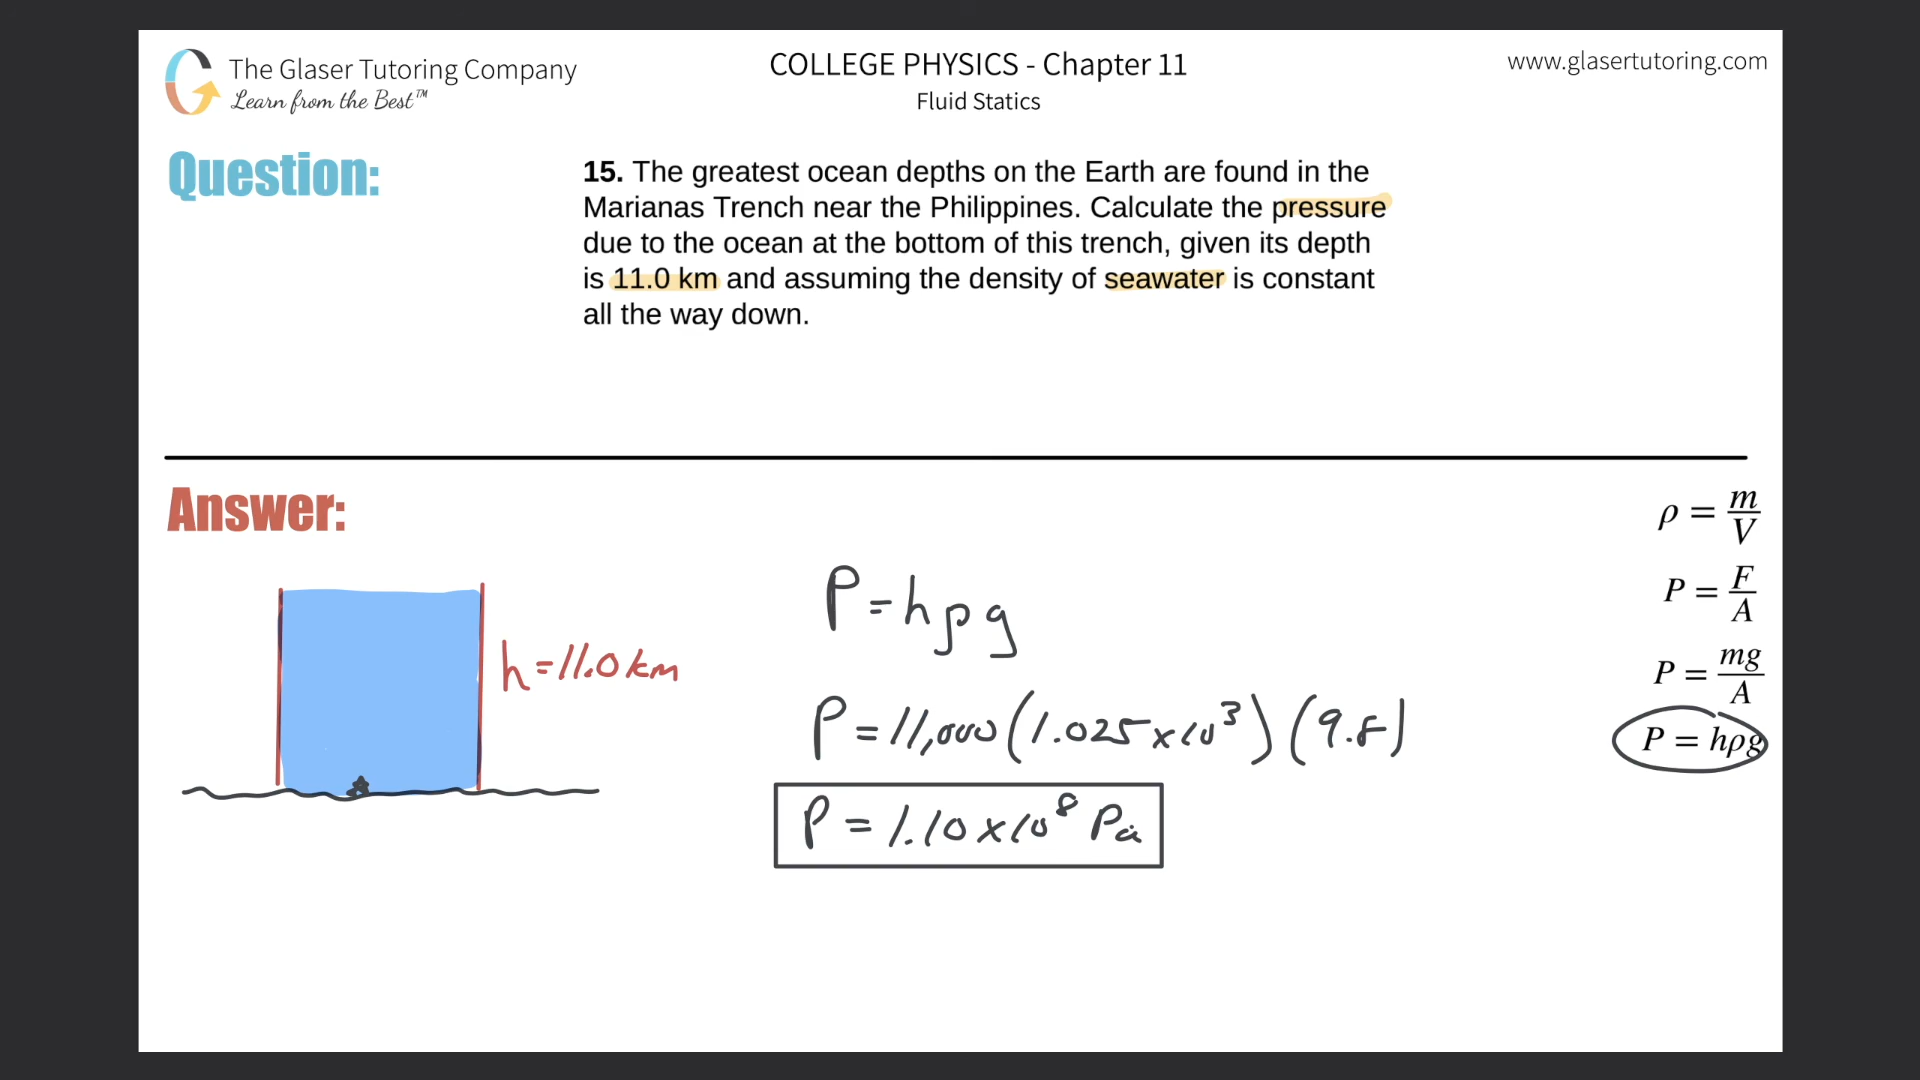 The Glaser Tutoring Company
Learn from the Best™
COLLEGE PHYSICS - Chapter 11
Fluid Statics
www.glasertutoring.com
Question:
15. The greatest ocean depths on the Earth are found in the
Marianas Trench near the Philippines. Calculate the pressure
due to the ocean at the bottom of this trench, given its depth
is 11.0 km and assuming the density of seawater is constant
all the way down.
Answer:
h = 11.0 km
P = hρg
P = 11,000 (1.025 x 10³) (9.8)
P = 1.10 x 10⁸ Pa
ρ = m/V
P = F/A
P = mg/A
P = hρg